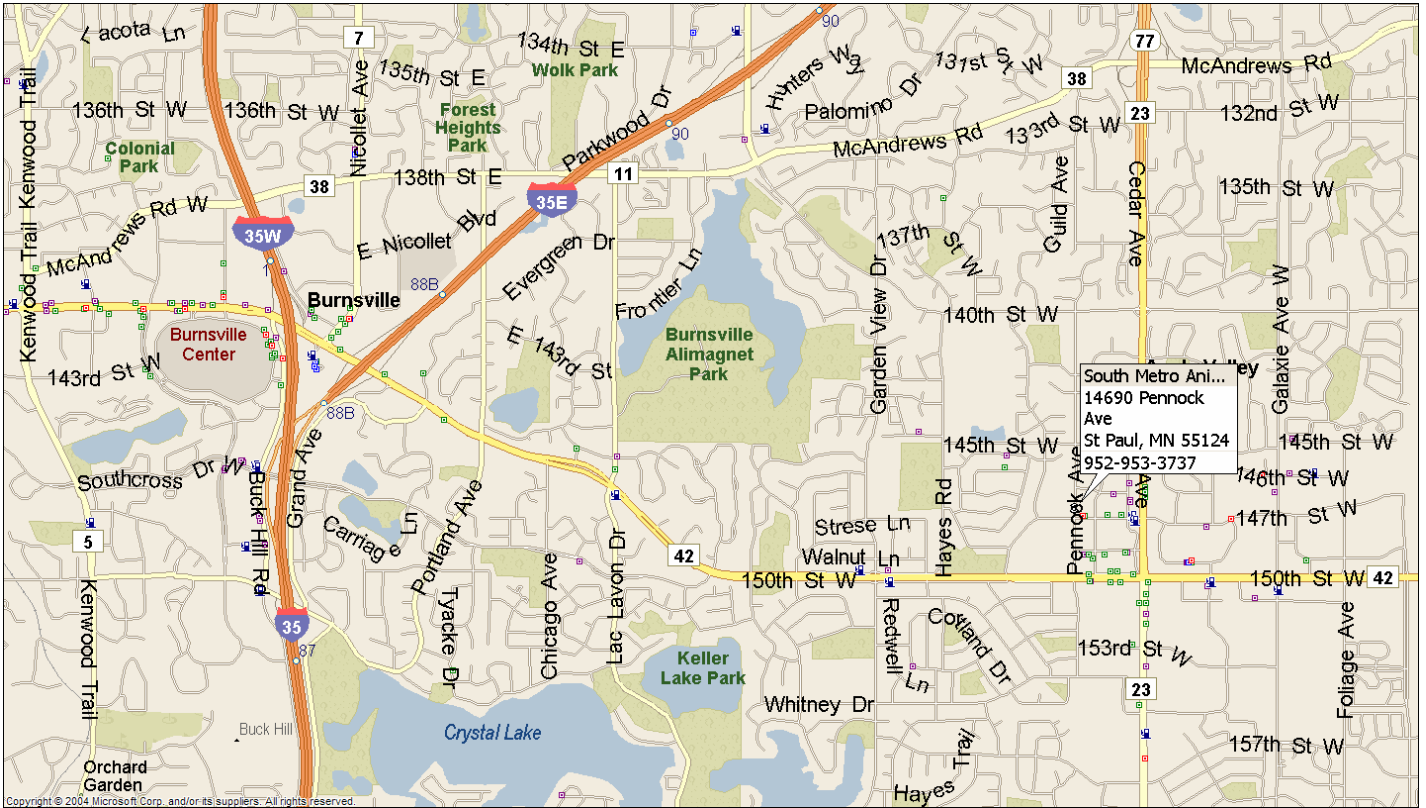 Lacota Ln
7
134th St E
Wolk Park
90
Hunters Way
131st St W
77
McAndrews Rd
38
135th St E
136th St W
136th St W
Nicollet Ave
Forest
Heights
Park
Parkwood Dr
90
Palomino Dr
133rd St W
23
132nd St W
Kenwood Trail
Kenwood Trail
Kenwood Trail
Colonial
Park
McAndrews Rd
38
138th St E
11
35E
Guild Ave
Cedar Ave
135th St W
McAndrews Rd W
35W
E Nicollet Blvd
Evergreen Dr
137th St W
Frontier Ln
Garden View Dr
Galaxie Ave W
1
88B
Burnsville
140th St W
Burnsville
Center
143rd St W
E 143rd St
Burnsville
Alimagnet
Park
South Metro Ani...
14690 Pennock
Ave
St Paul, MN 55124
952-953-3737
88B
145th St W
145th St W
Southcross Dr W
Buck Hill Rd
Grand Ave
146th St W
Carriage Ln
Portland Ave
Strese Ln
Hayes Rd
Pennock Ave
Ave
147th St W
5
Walnut Ln
42
150th St W
150th St W
42
Kenwood Trail
Tyacke Dr
Chicago Ave
Lac Lavon Dr
35
87
Redwell Ln
Cotland Dr
153rd St W
Foliage Ave
Keller
Lake Park
23
Whitney Dr
Buck Hill
Crystal Lake
157th St W
Orchard
Garden
Hayes Trail
Copyright © 2004 Microsoft Corp. and/or its suppliers. All rights reserved.